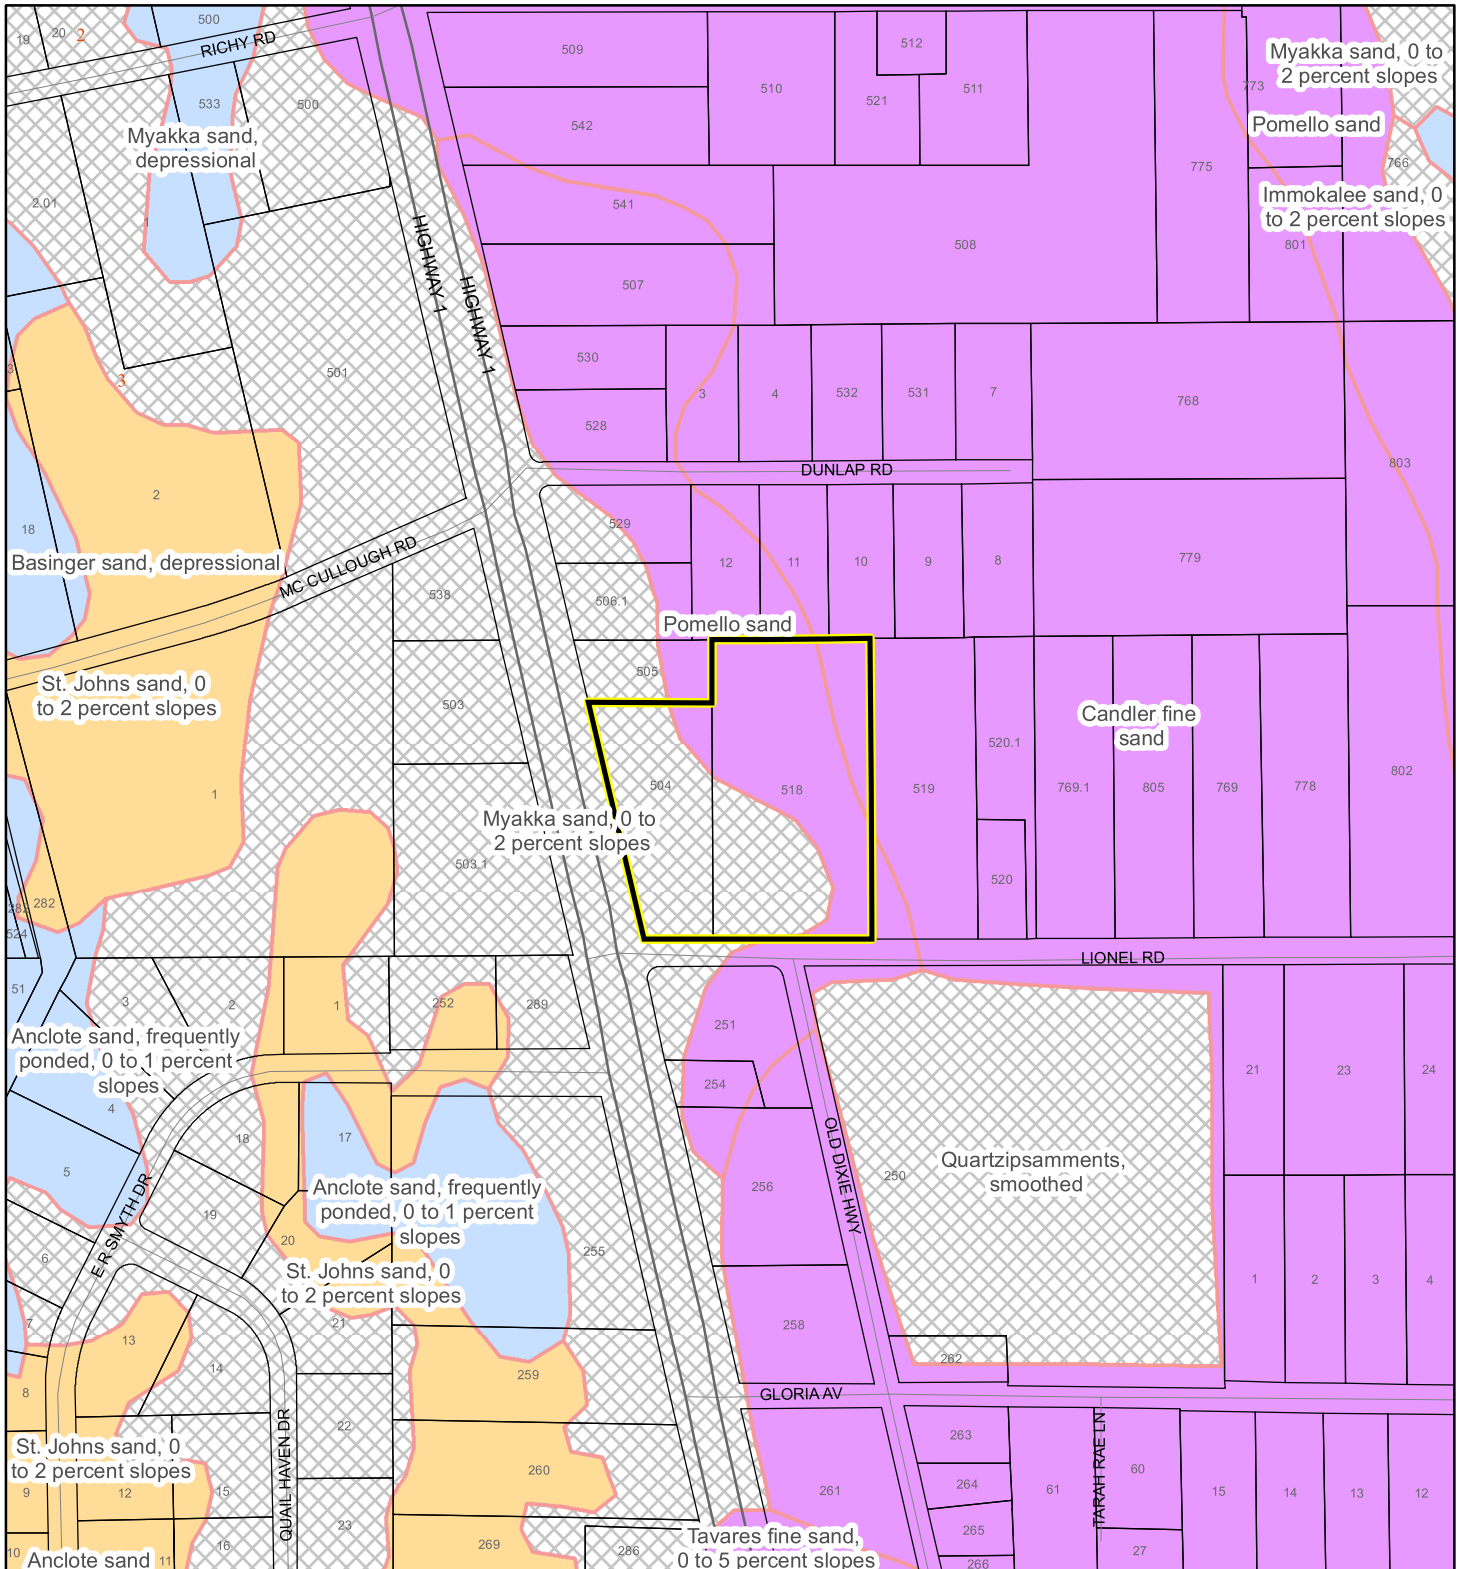 19
20
2
500
RICHY RD
533
500
Myakka sand,
depressional
2.01
1
509
542
510
512
521
511
541
507
508
775
773
Myakka sand, 0 to
2 percent slopes
Pomello sand
766
Immokalee sand, 0
to 2 percent slopes
801
HIGHWAY 1
HIGHWAY 1
501
3
3
530
528
3
4
532
531
7
768
803
DUNLAP RD
2
18
Basinger sand, depressional
MC CULLOUGH RD
529
12
11
10
9
8
779
538
506.1
Pomello sand
St. Johns sand, 0
to 2 percent slopes
503
505
504
518
519
520.1
Candler fine
sand
769.1
805
769
778
802
1
Myakka sand, 0 to
2 percent slopes
503.1
520
282
282
524
LIONEL RD
51
3
2
1
252
289
251
254
Anclote sand, frequently
ponded, 0 to 1 percent
slopes
4
5
18
17
21
23
24
OLD DIXIE HWY
250
Quartzipsamments,
smoothed
256
Anclote sand, frequently
ponded, 0 to 1 percent
slopes
E R SMYTH DR
19
20
6
255
St. Johns sand, 0
to 2 percent slopes
1
2
3
4
7
13
21
258
14
262
8
259
GLORIA AV
22
QUAIL HAVEN DR
TARAH RAE LN
263
St. Johns sand, 0
to 2 percent slopes
9
12
15
260
261
264
61
60
15
14
13
12
23
265
10
Anclote sand
11
16
269
286
Tavares fine sand,
0 to 5 percent slopes
266
27